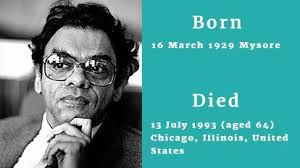 Born
16 March 1929 Mysore
Died
13 July 1993 (aged 64)
Chicago, Illinois, United
States